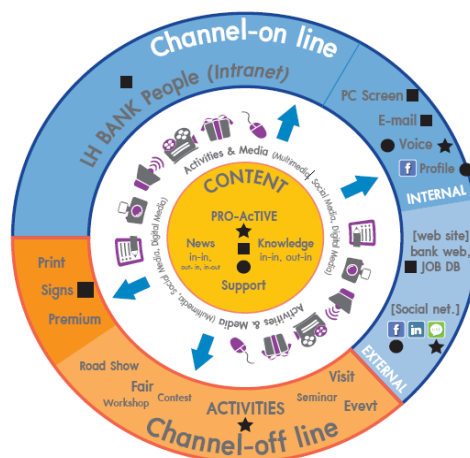 Channel-on line
LH BANK People (Intranet)
PC Screen
E-mail
Voice
f Profile
INTERNAL
[web site]
bank web,
JOB DB
[Social net.]
f in
EXTERNAL
Activities & Media (Multimedia, Social Media, Digital Media)
CONTENT
PRO-AcTIVE
News
in-in,
out- in, in-out
Knowledge
in-in, out-in
Support
Activities & Media (Multimedia, Social Media, Digital Media)
Print
Signs
Premium
Road Show
Fair
Workshop
Contest
ACTIVITIES
Seminar
Visit
Evevt
Channel-off line